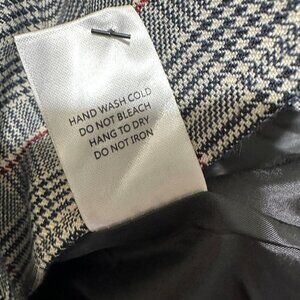 HAND WASH COLD
DO NOT BLEACH
HANG TO DRY
DO NOT IRON